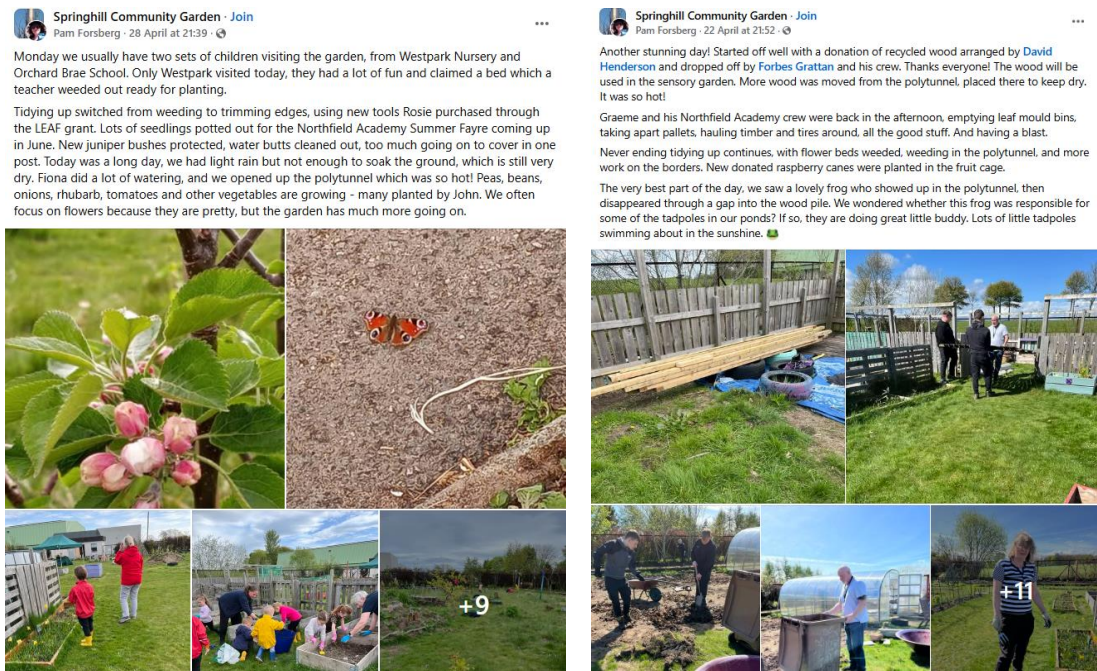 Springhill Community Garden · Join
Pam Forsberg · 28 April at 21:39 ·
Monday we usually have two sets of children visiting the garden, from Westpark Nursery and
Orchard Brae School. Only Westpark visited today, they had a lot of fun and claimed a bed which a
teacher weeded out ready for planting.
Tidying up switched from weeding to trimming edges, using new tools Rosie purchased through
the LEAF grant. Lots of seedlings potted out for the Northfield Academy Summer Fayre coming up
in June. New juniper bushes protected, water butts cleaned out, too much going on to cover in one
post. Today was a long day, we had light rain but not enough to soak the ground, which is still very
dry. Fiona did a lot of watering, and we opened up the polytunnel which was so hot! Peas, beans,
onions, rhubarb, tomatoes and other vegetables are growing - many planted by John. We often
focus on flowers because they are pretty, but the garden has much more going on.
+9
Springhill Community Garden · Join
Pam Forsberg · 22 April at 21:52 ·
Another stunning day! Started off well with a donation of recycled wood arranged by David
Henderson and dropped off by Forbes Grattan and his crew. Thanks everyone! The wood will be
used in the sensory garden. More wood was moved from the polytunnel, placed there to keep dry.
It was so hot!
Graeme and his Northfield Academy crew were back in the afternoon, emptying leaf mould bins,
taking apart pallets, hauling timber and tires around, all the good stuff. And having a blast.
Never ending tidying up continues, with flower beds weeded, weeding in the polytunnel, and more
work on the borders. New donated raspberry canes were planted in the fruit cage.
The very best part of the day, we saw a lovely frog who showed up in the polytunnel, then
disappeared through a gap into the wood pile. We wondered whether this frog was responsible for
some of the tadpoles in our ponds? If so, they are doing great little buddy. Lots of little tadpoles
swimming about in the sunshine. 🐸
+11